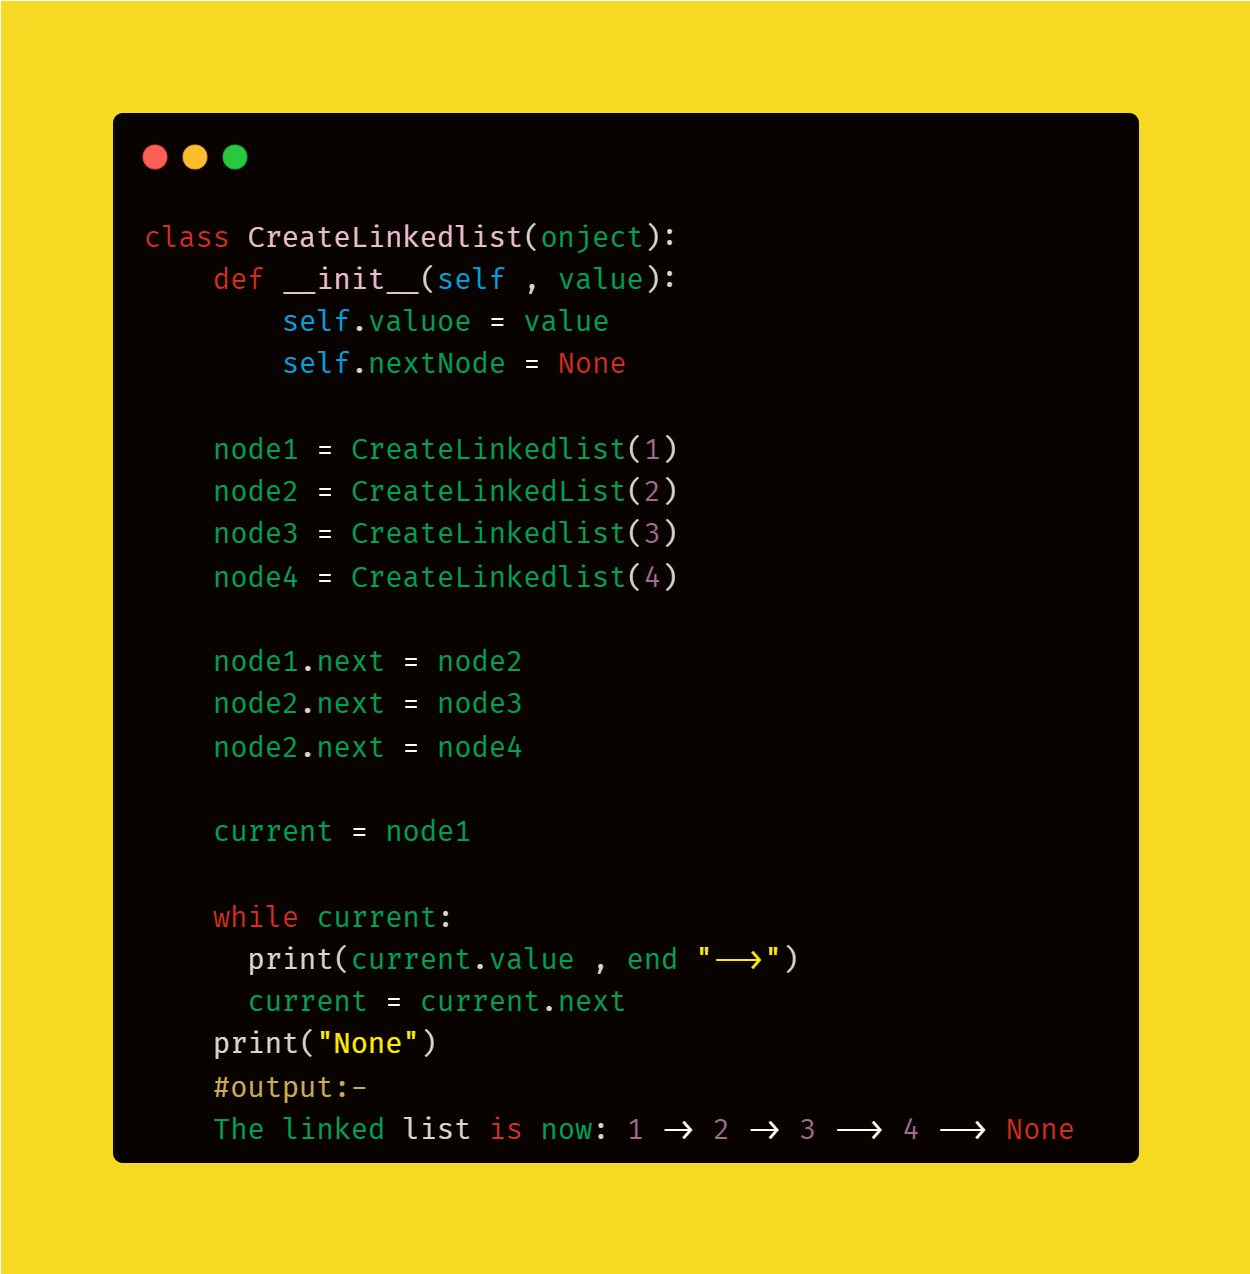 class CreateLinkedlist(onject):
    def __init__(self , value):
        self.valuoe = value
        self.nextNode = None

    node1 = CreateLinkedlist(1)
    node2 = CreateLinkedList(2)
    node3 = CreateLinkedlist(3)
    node4 = CreateLinkedlist(4)

    node1.next = node2
    node2.next = node3
    node2.next = node4

    current = node1

    while current:
      print(current.value , end "-->")
      current = current.next
    print("None")
    #output:-
    The linked list is now: 1 -> 2 -> 3 --> 4 --> None